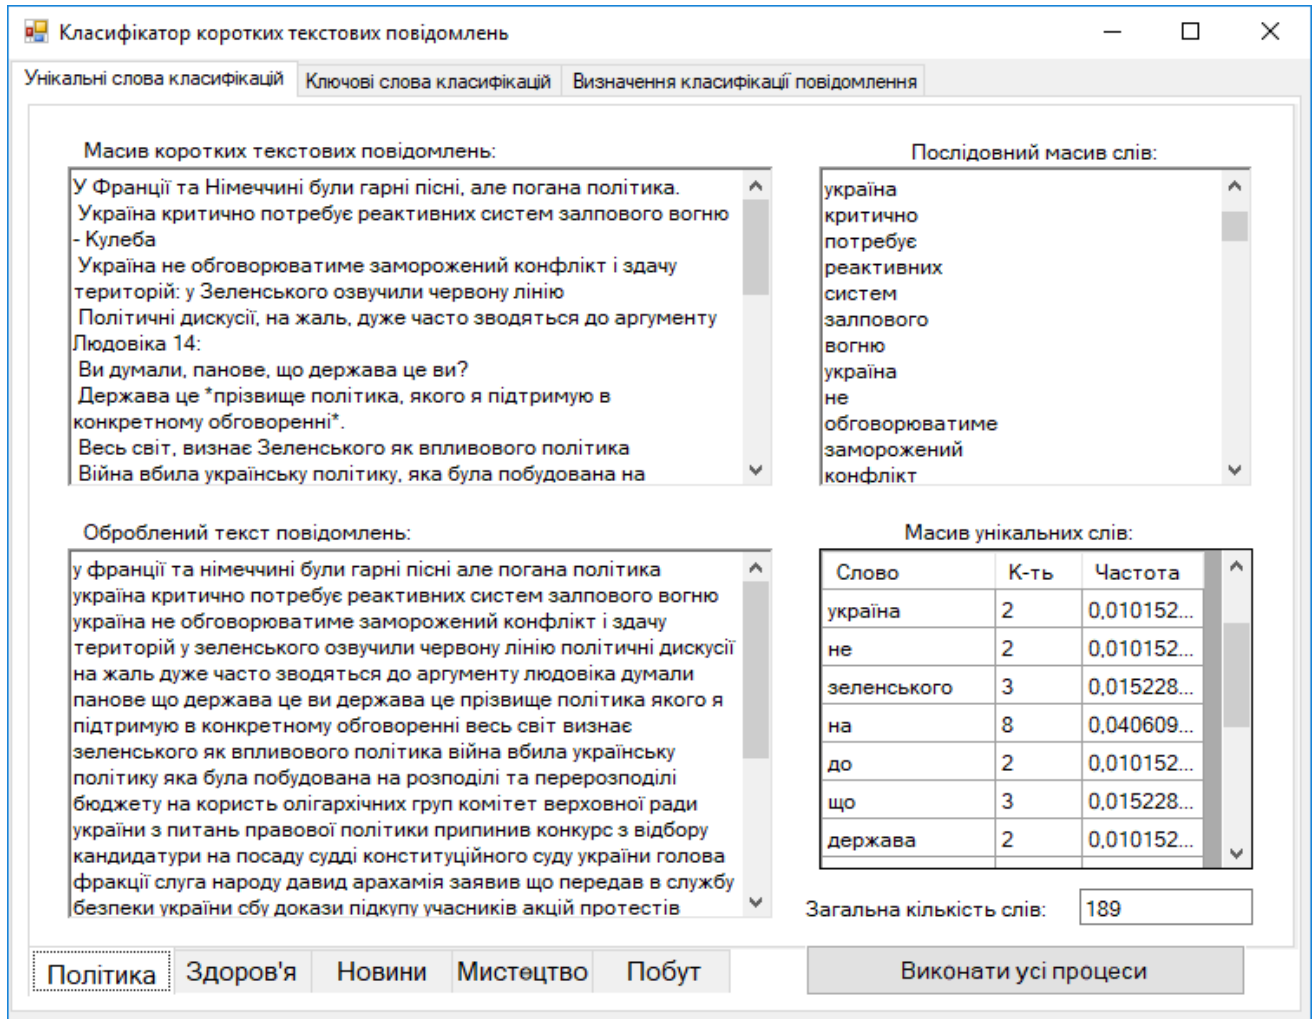 Класифікатор коротких текстових повідомлень
Унікальні слова класифікацій
Ключові слова класифікацій
Визначення класифікації повідомлення
Масив коротких текстових повідомлень:
У Франції та Німеччині були гарні пісні, але погана політика.
Україна критично потребує реактивних систем залпового вогню
- Кулеба
Україна не обговорюватиме заморожений конфлікт і здачу
територій: у Зеленського озвучили червону лінію
Політичні дискусії, на жаль, дуже часто зводяться до аргументу
Людовіка 14:
Ви думали, панове, що держава це ви?
Держава це *прізвище політика, якого я підтримую в
конкретному обговоренні*.
Весь світ, визнає Зеленського як впливового політика
Війна вбила українську політику, яка була побудована на
Послідовний масив слів:
україна
критично
потребує
реактивних
систем
залпового
вогню
україна
не
обговорюватиме
заморожений
конфлікт
Оброблений текст повідомлень:
у франції та німеччині були гарні пісні але погана політика
україна критично потребує реактивних систем залпового вогню
україна не обговорюватиме заморожений конфлікт і здачу
територій у зеленського озвучили червону лінію політичні дискусії
на жаль дуже часто зводяться до аргументу людовіка думали
панове що держава це ви держава це прізвище політика якого я
підтримую в конкретному обговоренні весь світ визнає
зеленського як впливового політика війна вбила українську
політику яка була побудована на розподілі та перерозподілі
бюджету на користь олігархічних груп комітет верховної ради
україни з питань правової політики припинив конкурс з відбору
кандидатури на посаду судді конституційного суду україни голова
фракції слуга народу давид арахамія заявив що передав в службу
безпеки україни сбу докази підкупу учасників акцій протестів
Масив унікальних слів:
Слово К-ть Частота
україна 2 0,010152...
не 2 0,010152...
зеленського 3 0,015228...
на 8 0,040609...
до 2 0,010152...
що 3 0,015228...
держава 2 0,010152...
Загальна кількість слів: 189
Політика Здоров'я Новини Мистецтво Побут
Виконати усі процеси